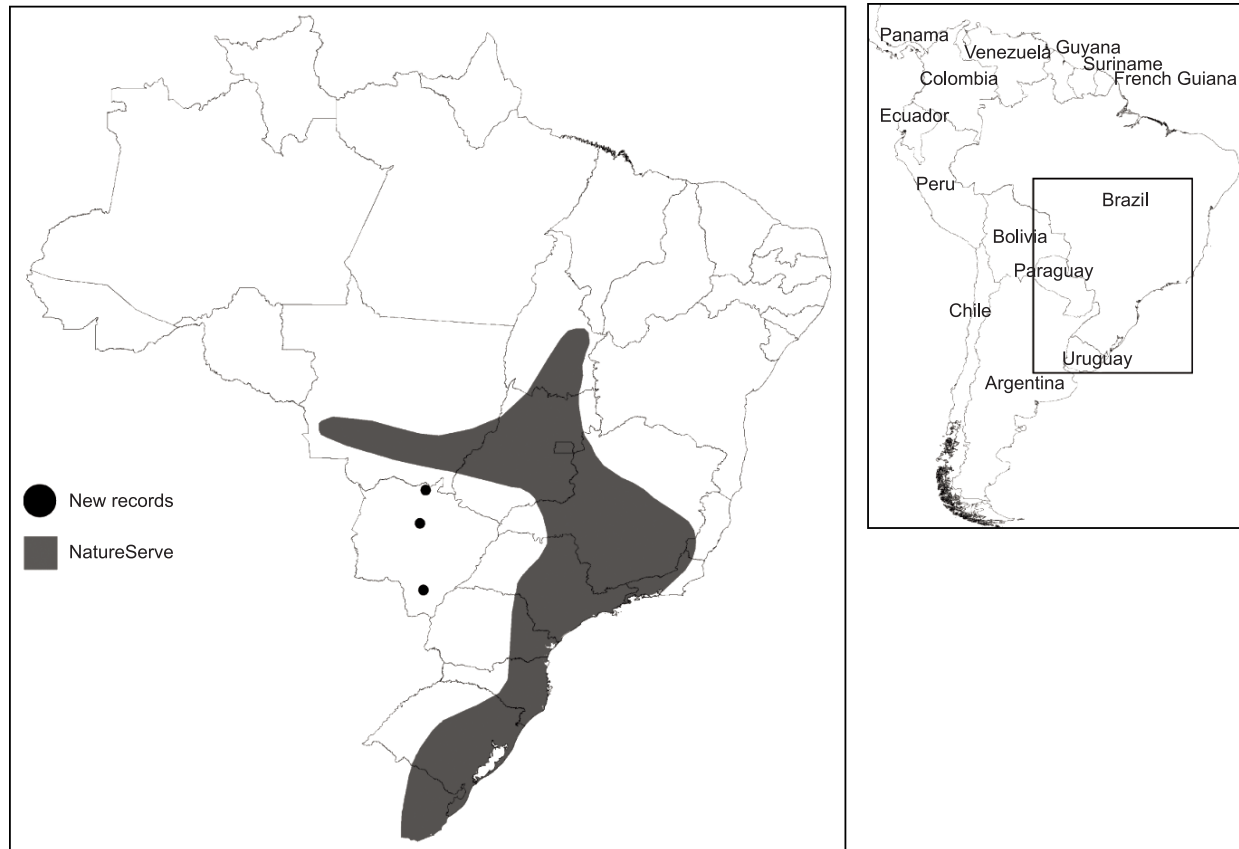 New records
NatureServe
Panama
Venezuela
Guyana
Suriname
French Guiana
Colombia
Ecuador
Peru
Brazil
Bolivia
Paraguay
Chile
Uruguay
Argentina